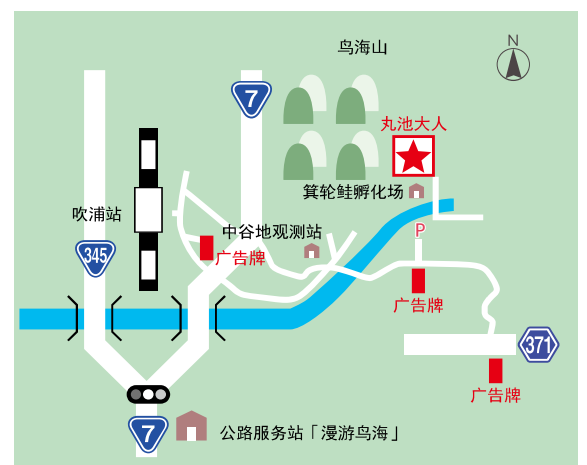 鸟海山
N
7
丸池大人
箕轮鲑孵化场
吹浦站
中谷地观测站
P
345
广告牌
广告牌
371
广告牌
7
公路服务站「漫游鸟海」